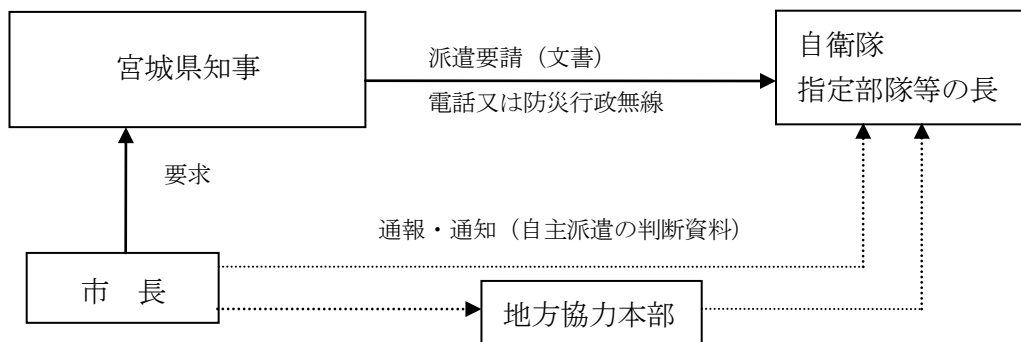 宮城県知事
派遣要請（文書）
電話又は防災行政無線
自衛隊
指定部隊等の長
要求
通報・通知（自主派遣の判断資料）
市　長
地方協力本部